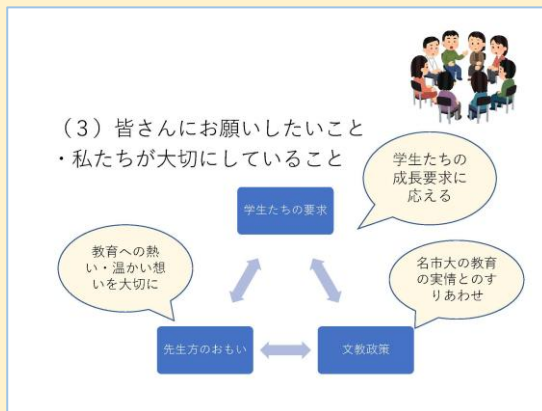 （3）皆さんにお願いしたいこと
・私たちが大切にしていること
学生たちの
成長要求に
応える
学生たちの要求
教育への熱
い・温かい想
いを大切に
名市大の教育
の実情とのす
りあわせ
先生方のおもい
文教政策